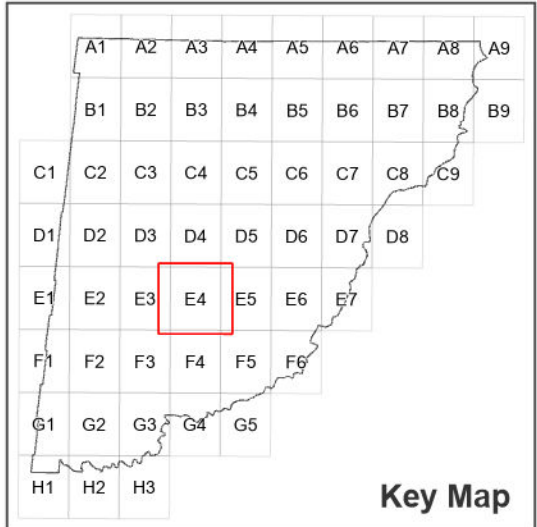 A1 A2 A3 A4 A5 A6 A7 A8 A9
B1 B2 B3 B4 B5 B6 B7 B8 B9
C1 C2 C3 C4 C5 C6 C7 C8 C9
D1 D2 D3 D4 D5 D6 D7 D8
E1 E2 E3 E4 E5 E6 E7
F1 F2 F3 F4 F5 F6
G1 G2 G3 G4 G5
H1 H2 H3
Key Map